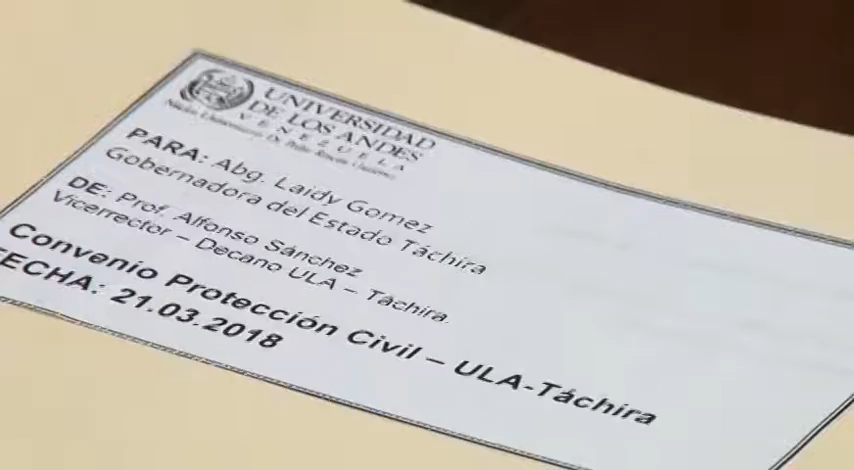 UNIVERSIDAD
DE LOS ANDES
VENEZUELA
PARA: Abg. Laidy Gomez
Gobernadora del Estado Táchira
DE: Prof. Alfonso Sánchez
Vicerrector – Decano ULA – Táchira.
Convenio Protección Civil – ULA-Táchira
FECHA: 21.03.2018